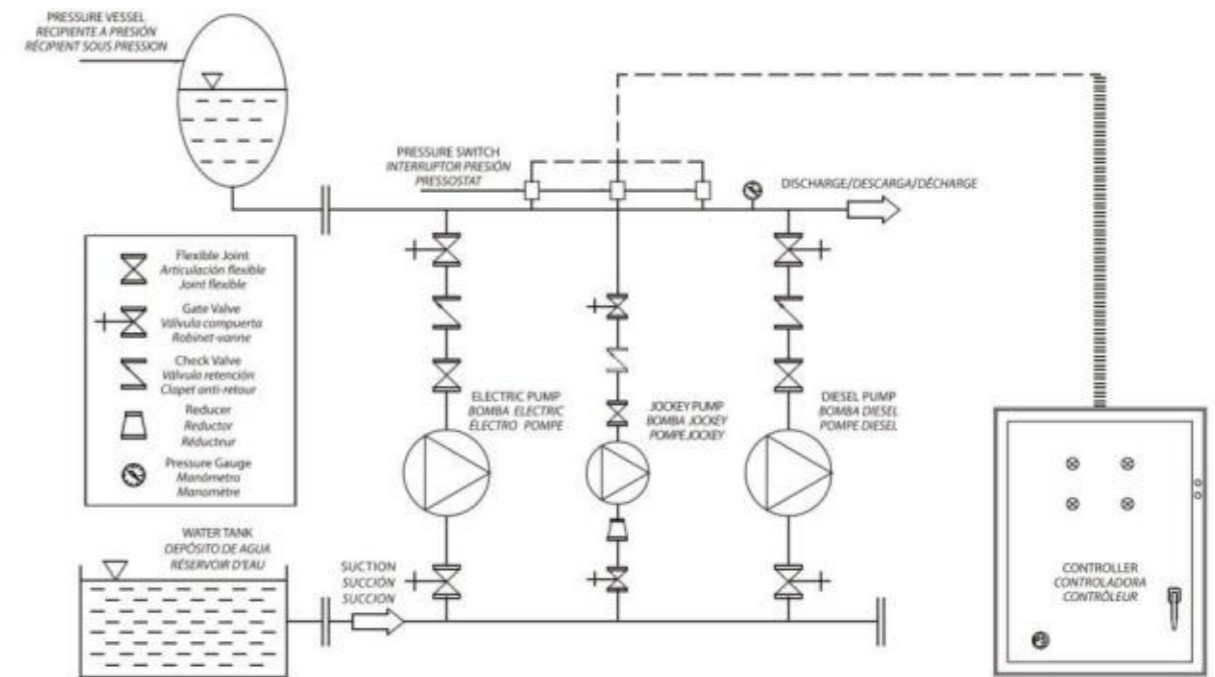 PRESSURE VESSEL
RECIPIENTE A PRESIÓN
RÉCIPIENT SOUS PRESSION
PRESSURE SWITCH
INTERRUPTOR PRESIÓN
PRESSOSTAT
DISCHARGE/DESCARGA/DÉCHARGE
Flexible Joint
Articulación flexible
Joint flexible
Gate Valve
Válvula compuerta
Robinet-vanne
Check Valve
Válvula retención
Clapet anti-retour
Reducer
Reductor
Réducteur
Pressure Gauge
Manómetro
Manomètre
ELECTRIC PUMP
BOMBA ELECTRIC
ÉLECTRO POMPE
JOCKEY PUMP
BOMBA JOCKEY
POMPE JOCKEY
DIESEL PUMP
BOMBA DIESEL
POMPE DIESEL
WATER TANK
DEPÓSITO DE AGUA
RÉSERVOIR D'EAU
SUCTION
SUCCIÓN
SUCCION
CONTROLLER
CONTROLADORA
CONTRÔLEUR